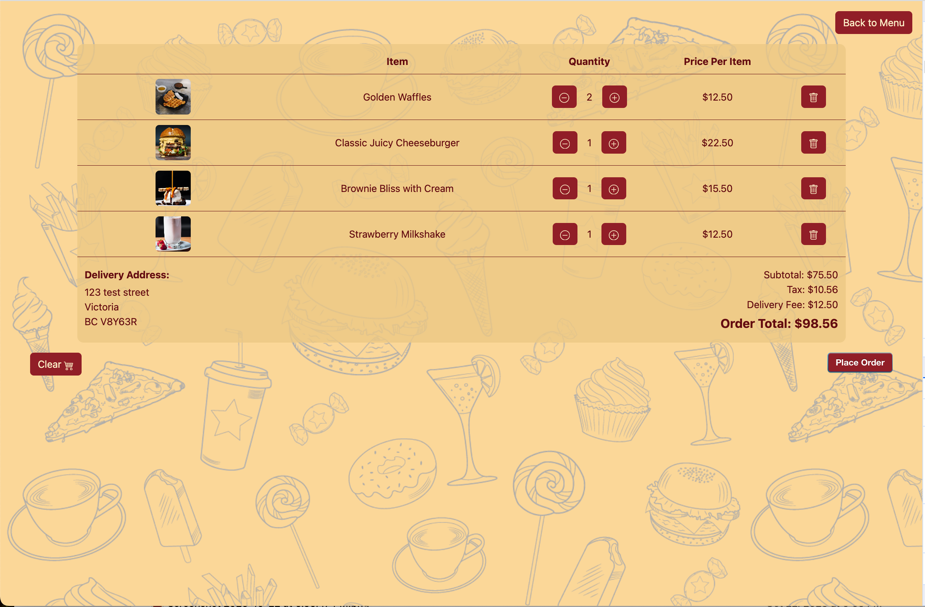 Back to Menu
Item Quantity Price Per Item
Golden Waffles 2 $12.50
Classic Juicy Cheeseburger 1 $22.50
Brownie Bliss with Cream 1 $15.50
Strawberry Milkshake 1 $12.50
Delivery Address:
123 test street
Victoria
BC V8Y63R
Subtotal: $75.50
Tax: $10.56
Delivery Fee: $12.50
Order Total: $98.56
Clear
Place Order